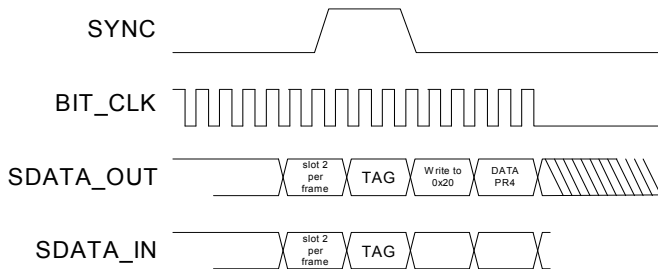 SYNC
BIT_CLK
SDATA_OUT
slot 2
per
frame
TAG
Write to
0x20
DATA
PR4
SDATA_IN
slot 2
per
frame
TAG